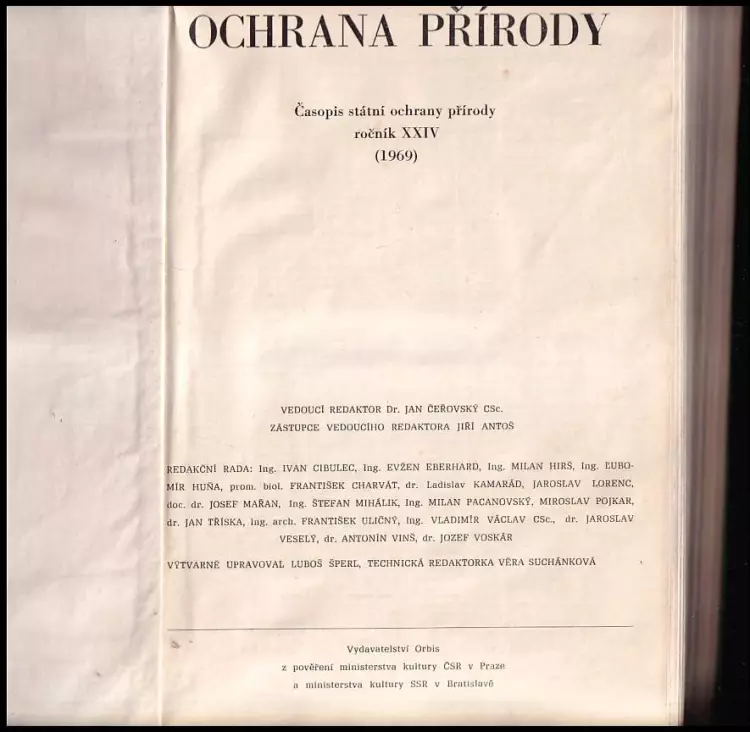 OCHRANA PŘÍRODY
Časopis státní ochrany přírody
ročník XXIV
(1969)
VEDOUCÍ REDAKTOR Dr. JAN ČEŘOVSKÝ CSc.
ZÁSTUPCE VEDOUCÍHO REDAKTORA JIŘÍ ANTOŠ
REDAKČNÍ RADA: Ing. IVAN CIBULEC, Ing. EVŽEN EBERHARD, Ing. MILAN HIRŠ, Ing. ĽUBO-
MÍR HUŇA, prom. biol. FRANTIŠEK CHARVÁT, dr. Ladislav KAMARÁD, JAROSLAV LORENC,
doc. dr. JOSEF MAŘAN, Ing. ŠTEFAN MIHÁLIK, Ing. MILAN PACANOVSKÝ, MIROSLAV POJKAR,
dr. JAN TŘÍSKA, ing. arch. FRANTIŠEK ULIČNÝ, Ing. VLADIMÍR VÁCLAV CSc., dr. JAROSLAV
VESELÝ, dr. ANTONÍN VINŠ, dr. JOZEF VOSKÁR
VÝTVARNĚ UPRAVOVAL LUBOŠ ŠPERL, TECHNICKÁ REDAKTORKA VĚRA SUCHÁNKOVÁ
Vydavatelství Orbis
z pověření ministerstva kultury ČSR v Praze
a ministerstva kultury SSR v Bratislavě